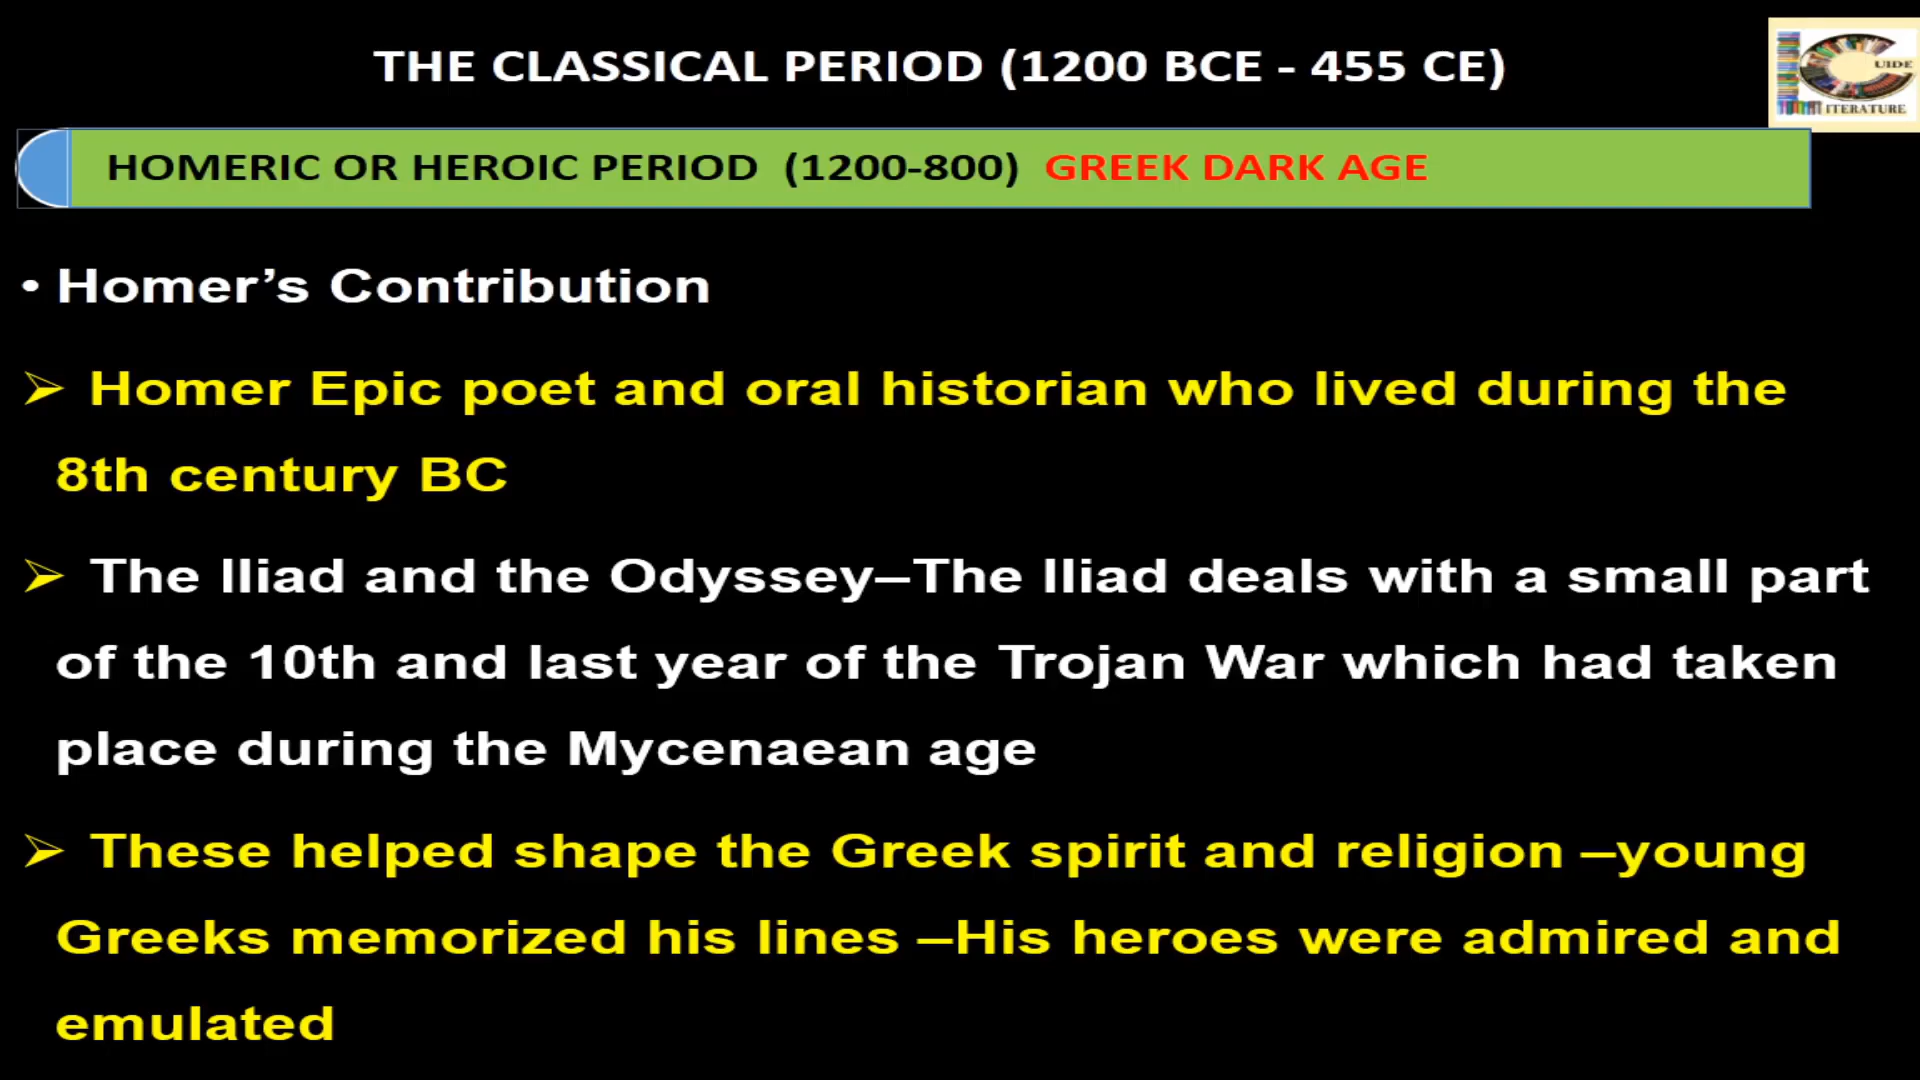 THE CLASSICAL PERIOD (1200 BCE - 455 CE)
UIDE
ITERATURE
HOMERIC OR HEROIC PERIOD (1200-800) GREEK DARK AGE
• Homer’s Contribution
➢ Homer Epic poet and oral historian who lived during the
8th century BC
➢ The Iliad and the Odyssey–The Iliad deals with a small part
of the 10th and last year of the Trojan War which had taken
place during the Mycenaean age
➢ These helped shape the Greek spirit and religion –young
Greeks memorized his lines –His heroes were admired and
emulated